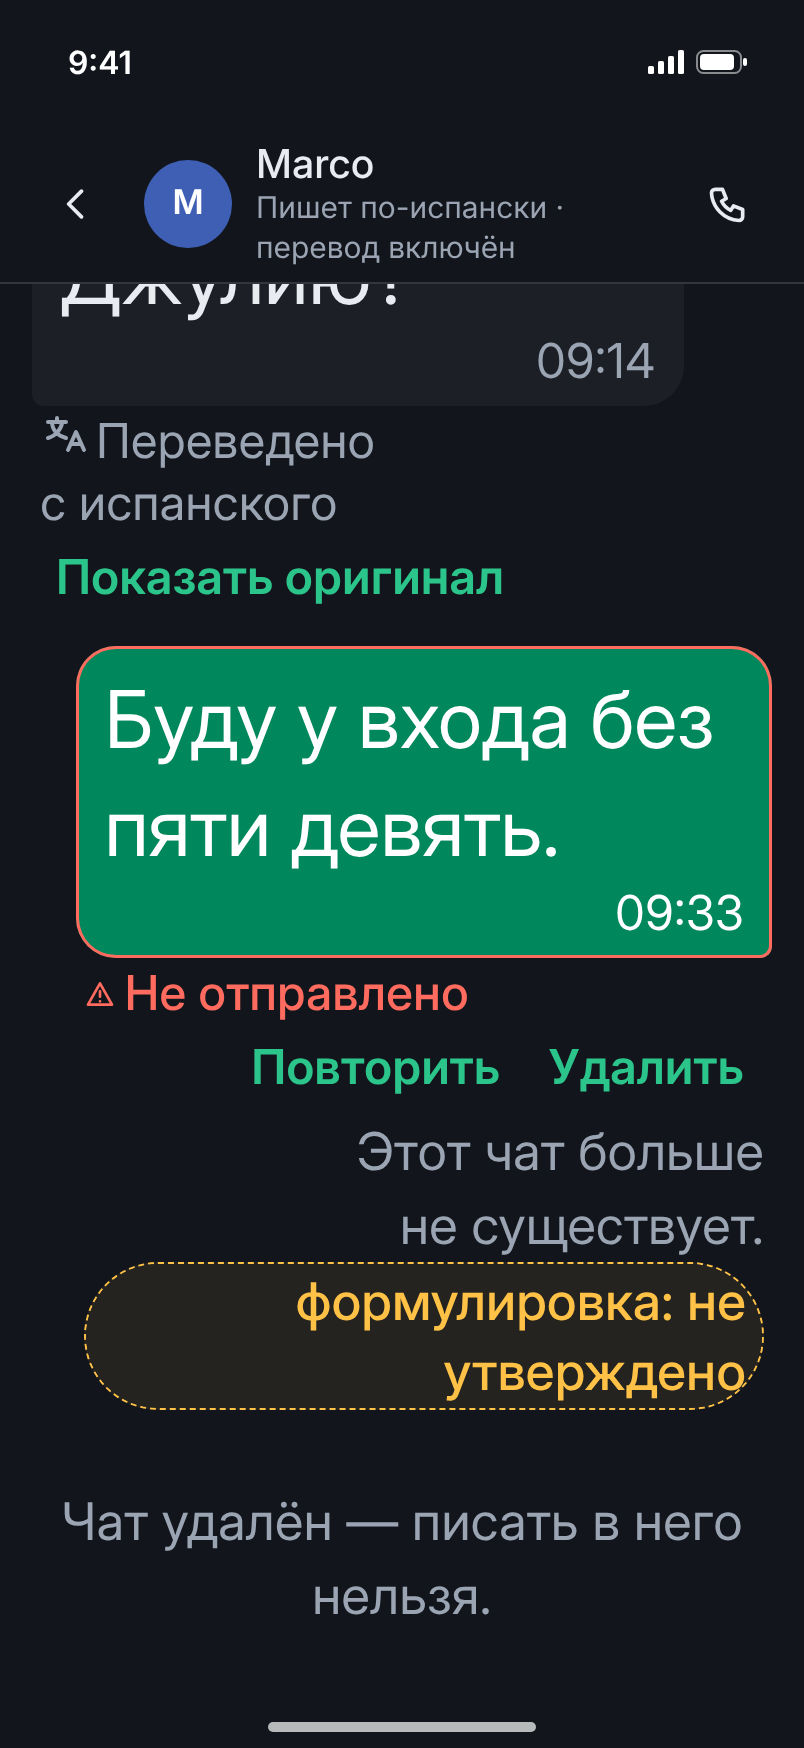 9:41
M
Marco
Пишет по-испански ·
перевод включён
Джулию?
09:14
Переведено
с испанского
Показать оригинал
Буду у входа без
пяти девять.
09:33
Не отправлено
Повторить Удалить
Этот чат больше
не существует.
формулировка: не
утверждено
Чат удалён — писать в него
нельзя.